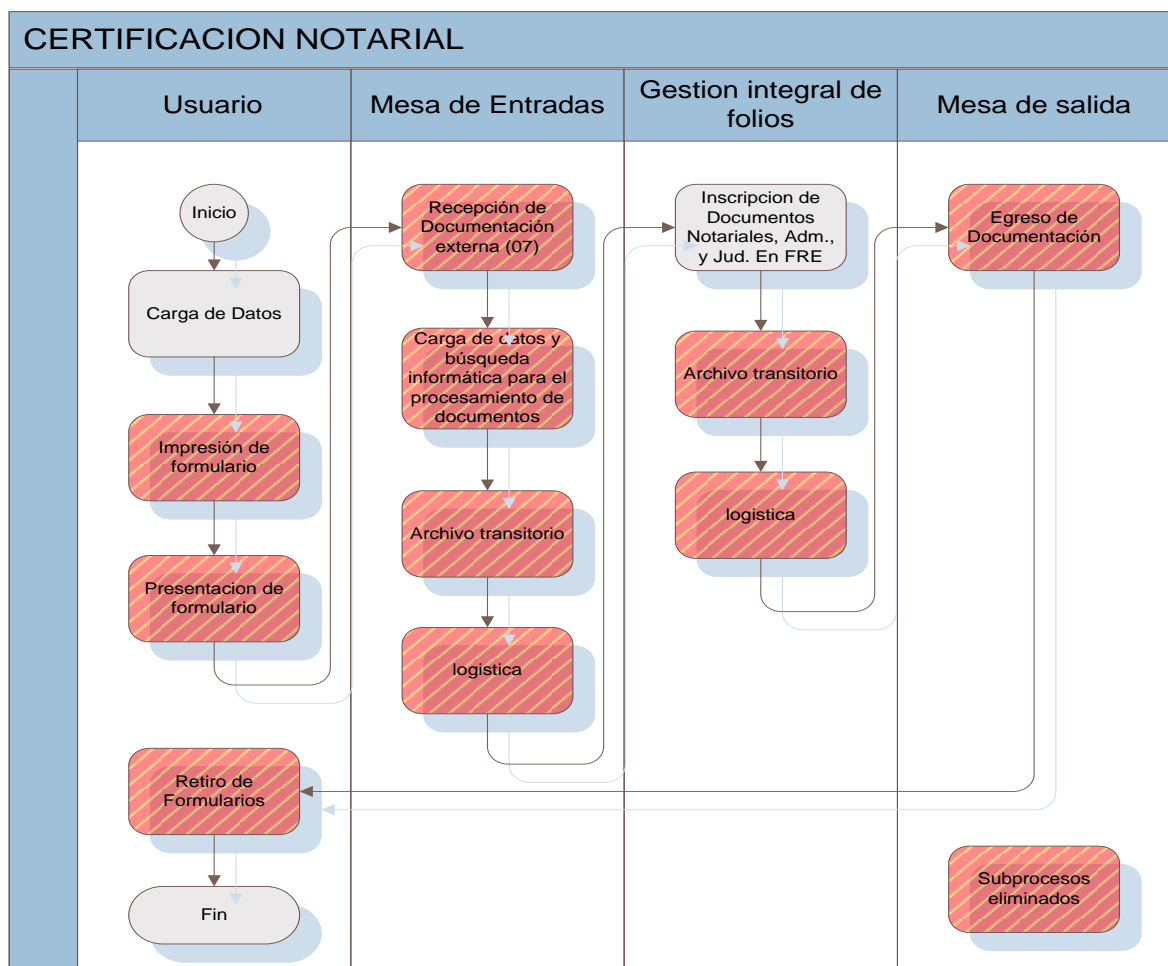 CERTIFICACION NOTARIAL
Usuario
Mesa de Entradas
Gestion integral de
folios
Mesa de salida
Inicio
Carga de Datos
Impresión de
formulario
Presentacion de
formulario
Retiro de
Formularios
Fin
Recepción de
Documentación
externa (07)
Carga de datos y
búsqueda
informática para el
procesamiento de
documentos
Archivo transitorio
logistica
Inscripcion de
Documentos
Notariales, Adm.,
y Jud. En FRE
Archivo transitorio
logistica
Egreso de
Documentación
Subprocesos
eliminados